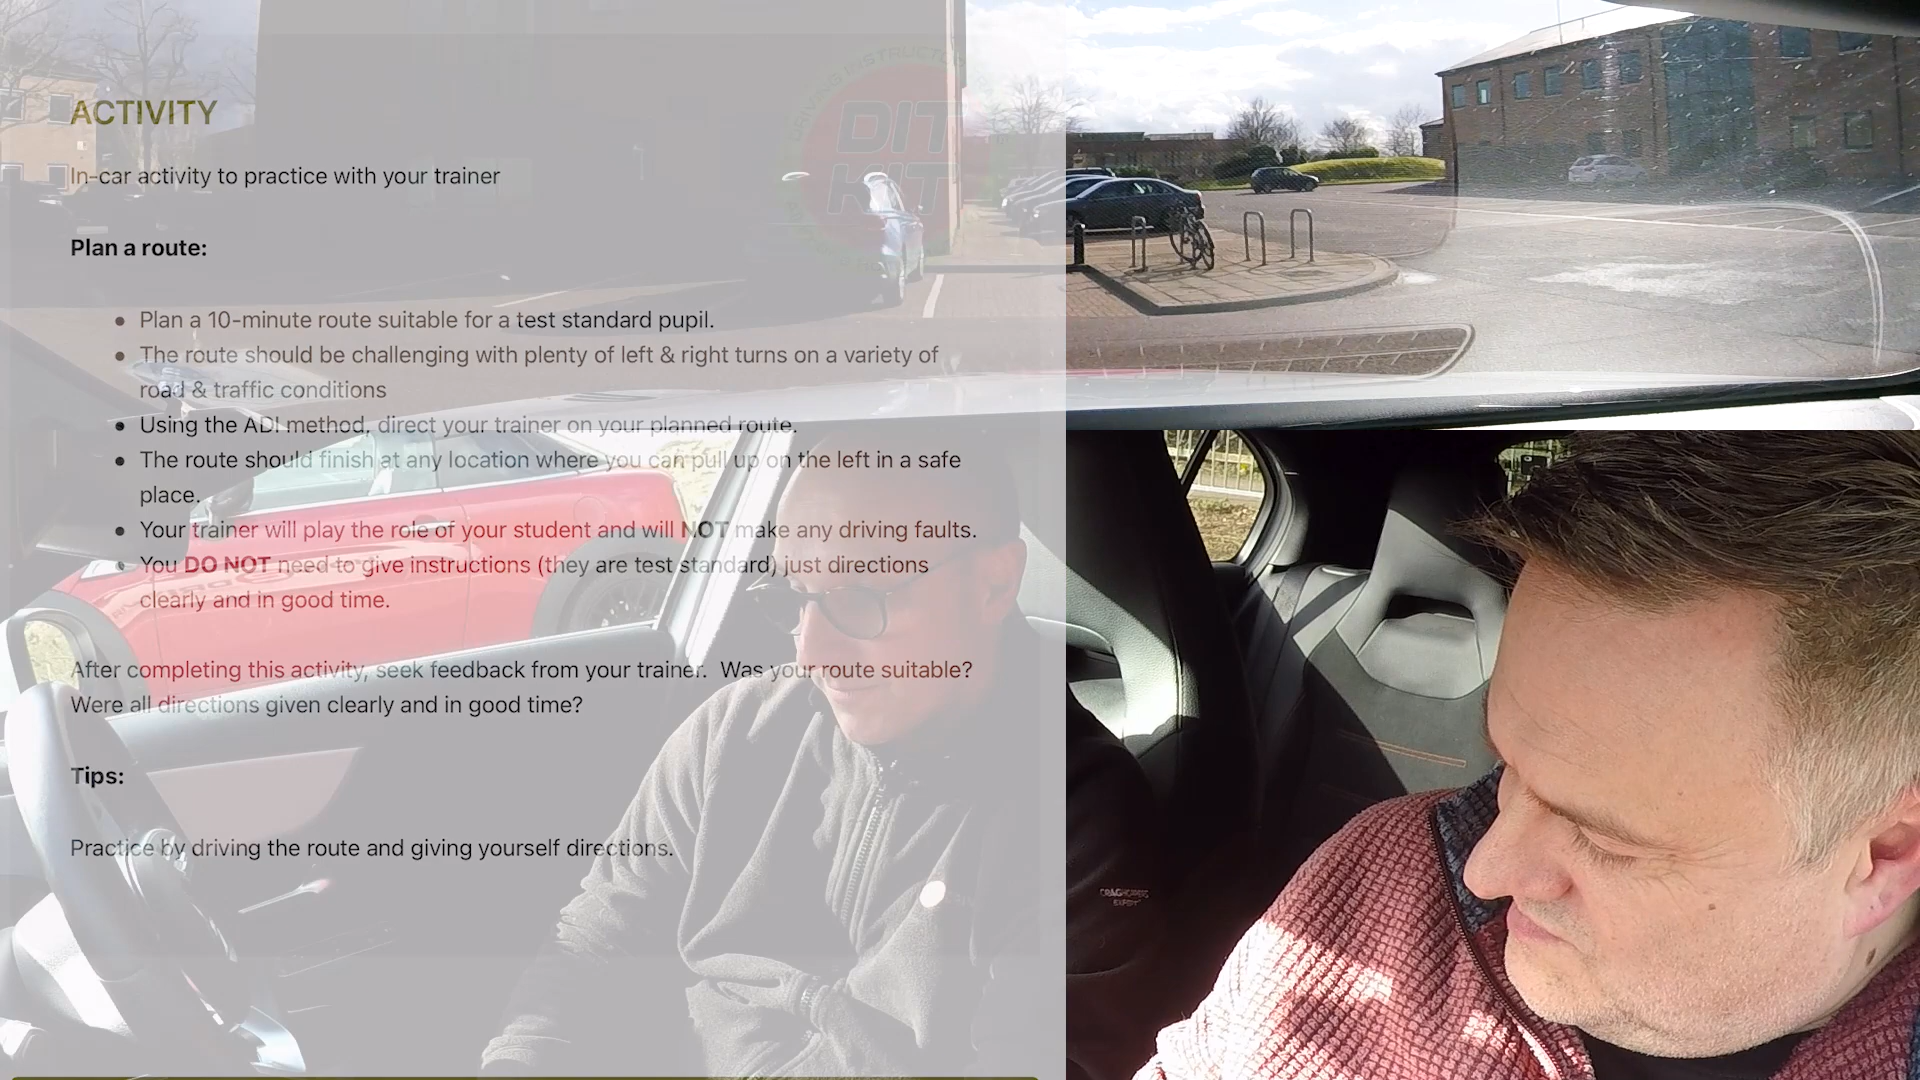 DRIVING INSTRUCTOR
DIT
KIT
ACTIVITY
In-car activity to practice with your trainer
Plan a route:
• Plan a 10-minute route suitable for a test standard pupil.
• The route should be challenging with plenty of left & right turns on a variety of
road & traffic conditions
• Using the ADI method, direct your trainer on your planned route.
• The route should finish at any location where you can pull up on the left in a safe
place.
• Your trainer will play the role of your student and will NOT make any driving faults.
• You DO NOT need to give instructions (they are test standard) just directions
clearly and in good time.
After completing this activity, seek feedback from your trainer.  Was your route suitable?
Were all directions given clearly and in good time?
Tips:
Practice by driving the route and giving yourself directions.